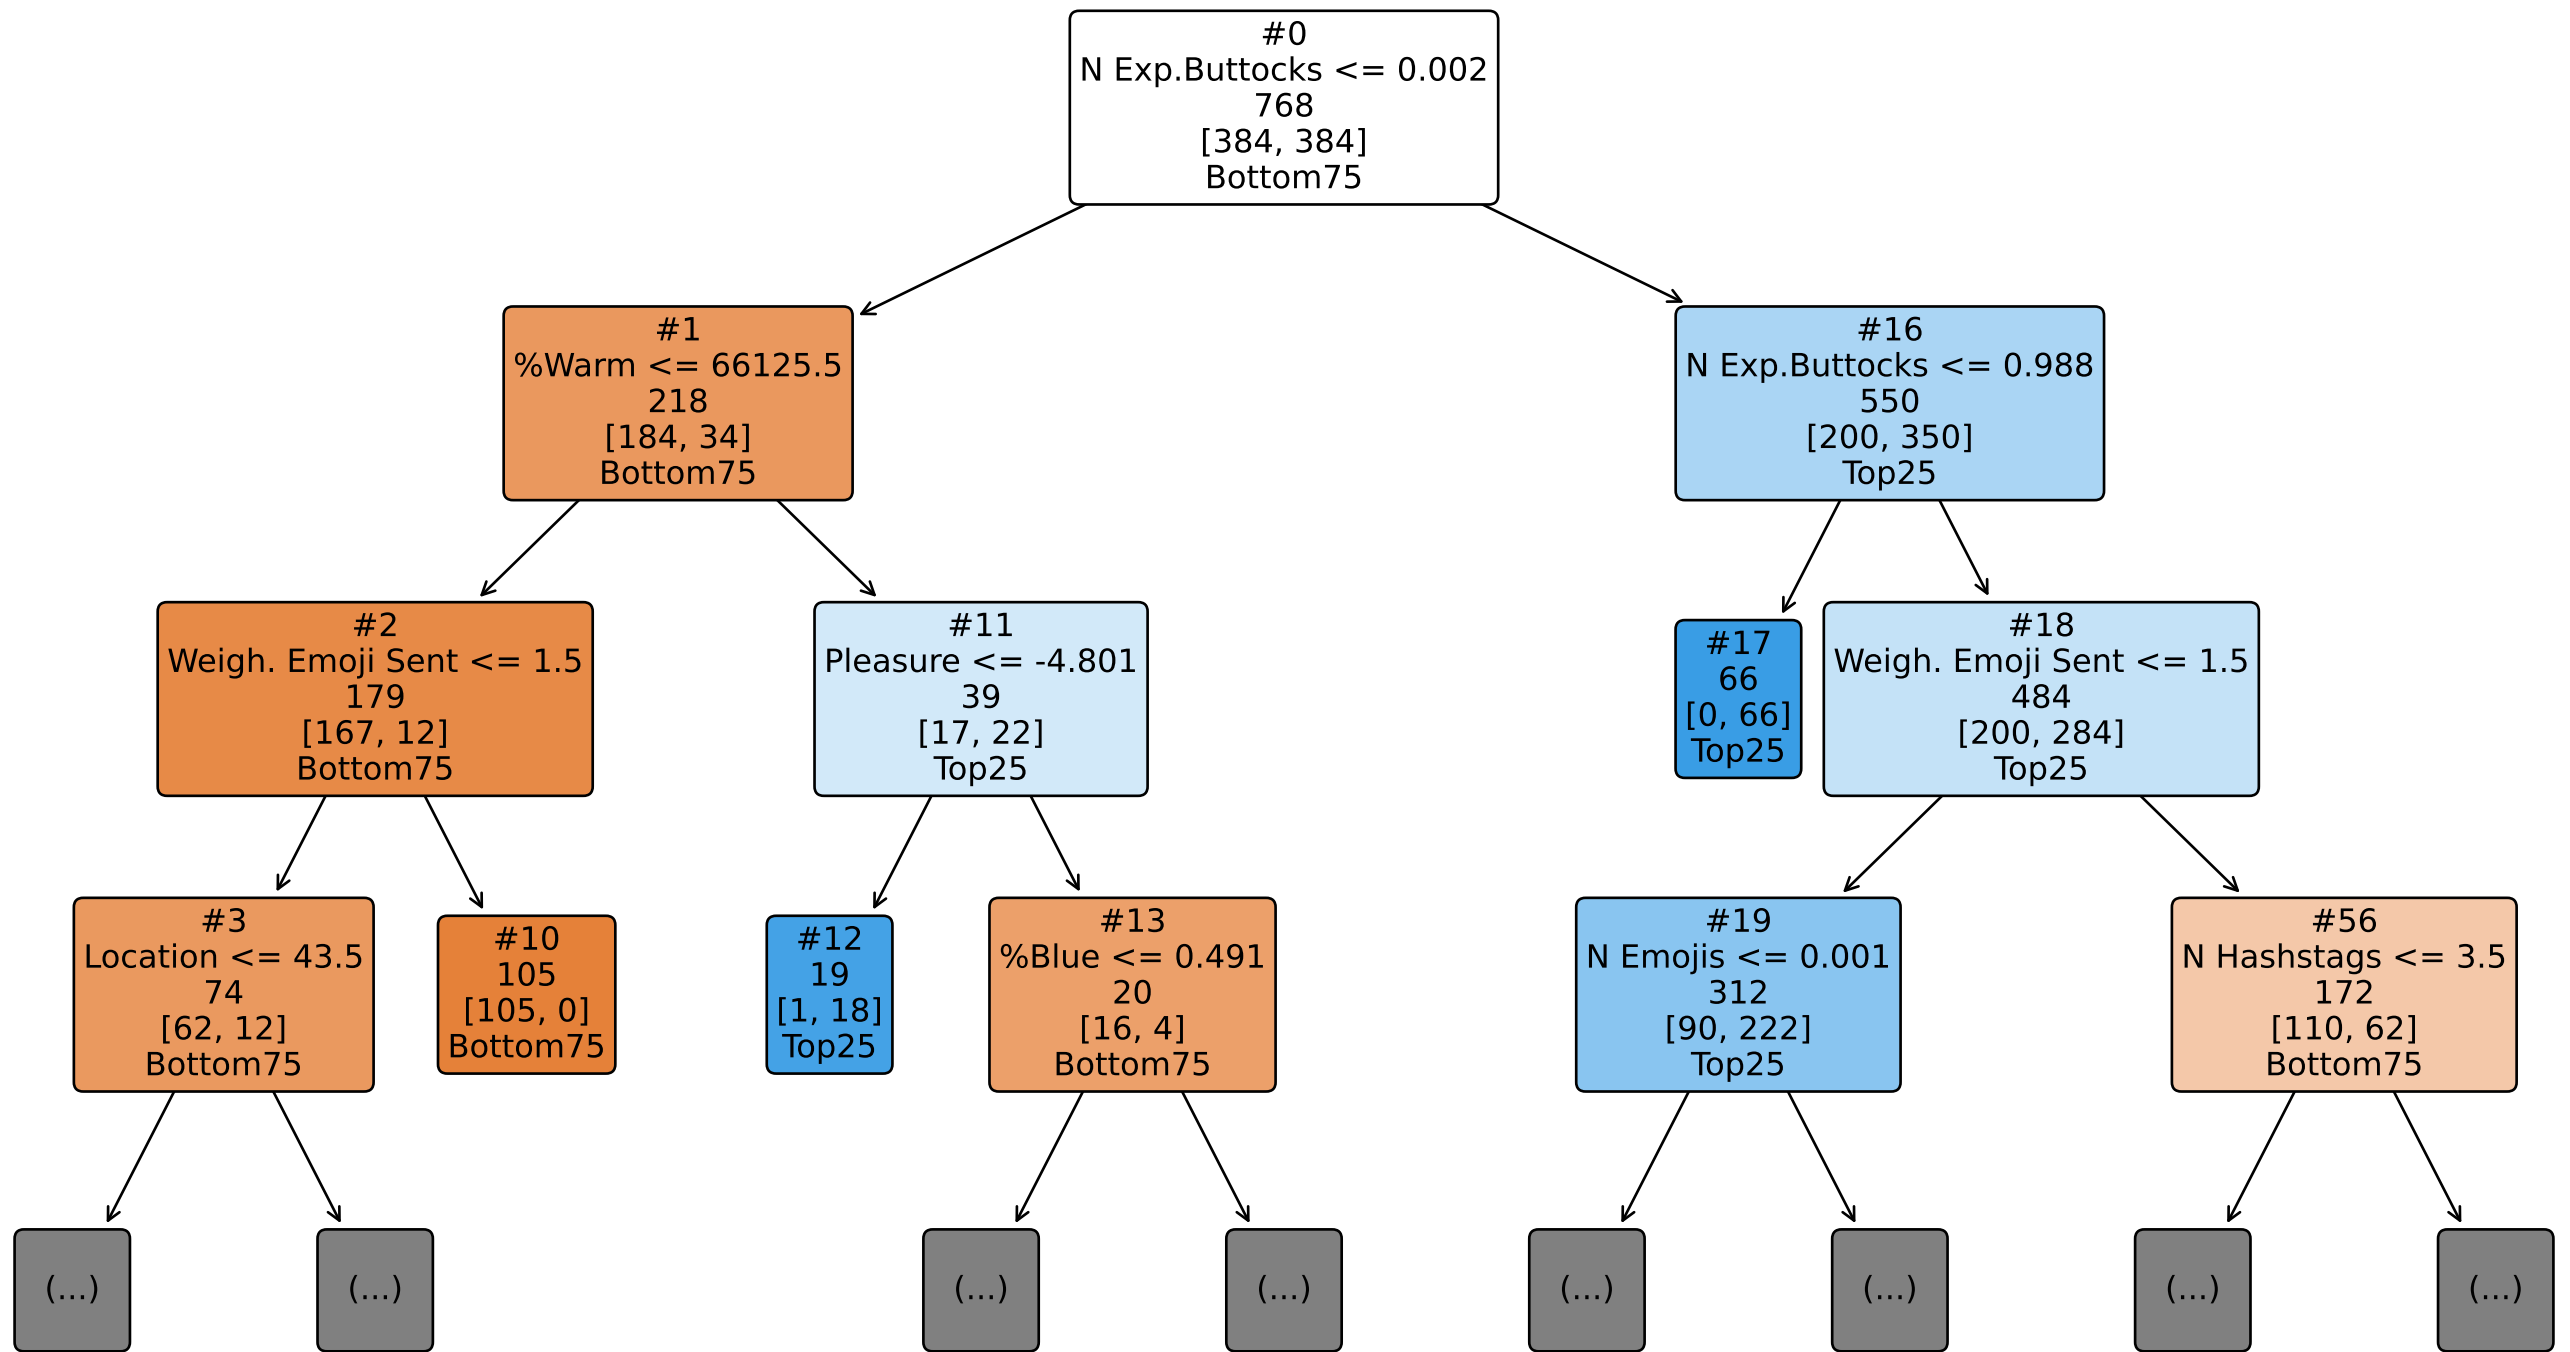 #0
N Exp.Buttocks <= 0.002
768
[384, 384]
Bottom75
#1
%Warm <= 66125.5
218
[184, 34]
Bottom75
#16
N Exp.Buttocks <= 0.988
550
[200, 350]
Top25
#2
Weigh. Emoji Sent <= 1.5
179
[167, 12]
Bottom75
#11
Pleasure <= -4.801
39
[17, 22]
Top25
#17
66
[0, 66]
Top25
#18
Weigh. Emoji Sent <= 1.5
484
[200, 284]
Top25
#3
Location <= 43.5
74
[62, 12]
Bottom75
#10
105
[105, 0]
Bottom75
#12
19
[1, 18]
Top25
#13
%Blue <= 0.491
20
[16, 4]
Bottom75
#19
N Emojis <= 0.001
312
[90, 222]
Top25
#56
N Hashstags <= 3.5
172
[110, 62]
Bottom75
(...)
(...)
(...)
(...)
(...)
(...)
(...)
(...)